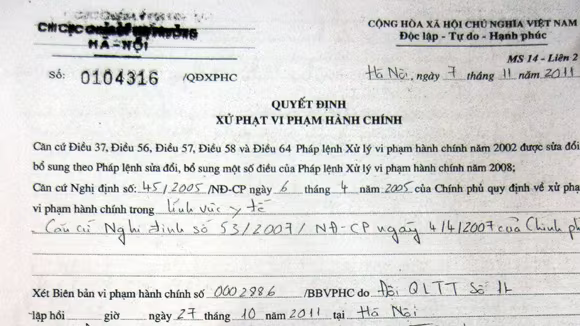 CHI CỤC
HÀ-NỘI
CỘNG HÒA XÃ HỘI CHỦ NGHĨA VIỆT NAM
Độc lập - Tự do - Hạnh phúc
MS 14 - Liên 2
SỐ: 0104316 /QĐXPHC
Hà Nội, ngày 7 tháng 11 năm 2011
QUYẾT ĐỊNH
XỬ PHẠT VI PHẠM HÀNH CHÍNH
Căn cứ Điều 37, Điều 56, Điều 57, Điều 58 và Điều 64 Pháp lệnh Xử lý vi phạm hành chính năm 2002 được sửa đổi
bổ sung theo Pháp lệnh sửa đổi, bổ sung một số điều của Pháp lệnh Xử lý vi phạm hành chính năm 2008;
Căn cứ Nghị định số: 45/2005 /NĐ-CP ngày 6 tháng 4 năm 2005 của Chính phủ quy định về xử phạ
vi phạm hành chính trong lĩnh vực y tế
Căn cứ Nghị định số 53/2007/ NĐ-CP ngày 4/4/2007 của Chính ph
Xét Biên bản vi phạm hành chính số 0002986 /BBVPHC do Đội QLTT Số 14
lập hồi giờ ngày 27 tháng 10 năm 2011 tại Hà Nội